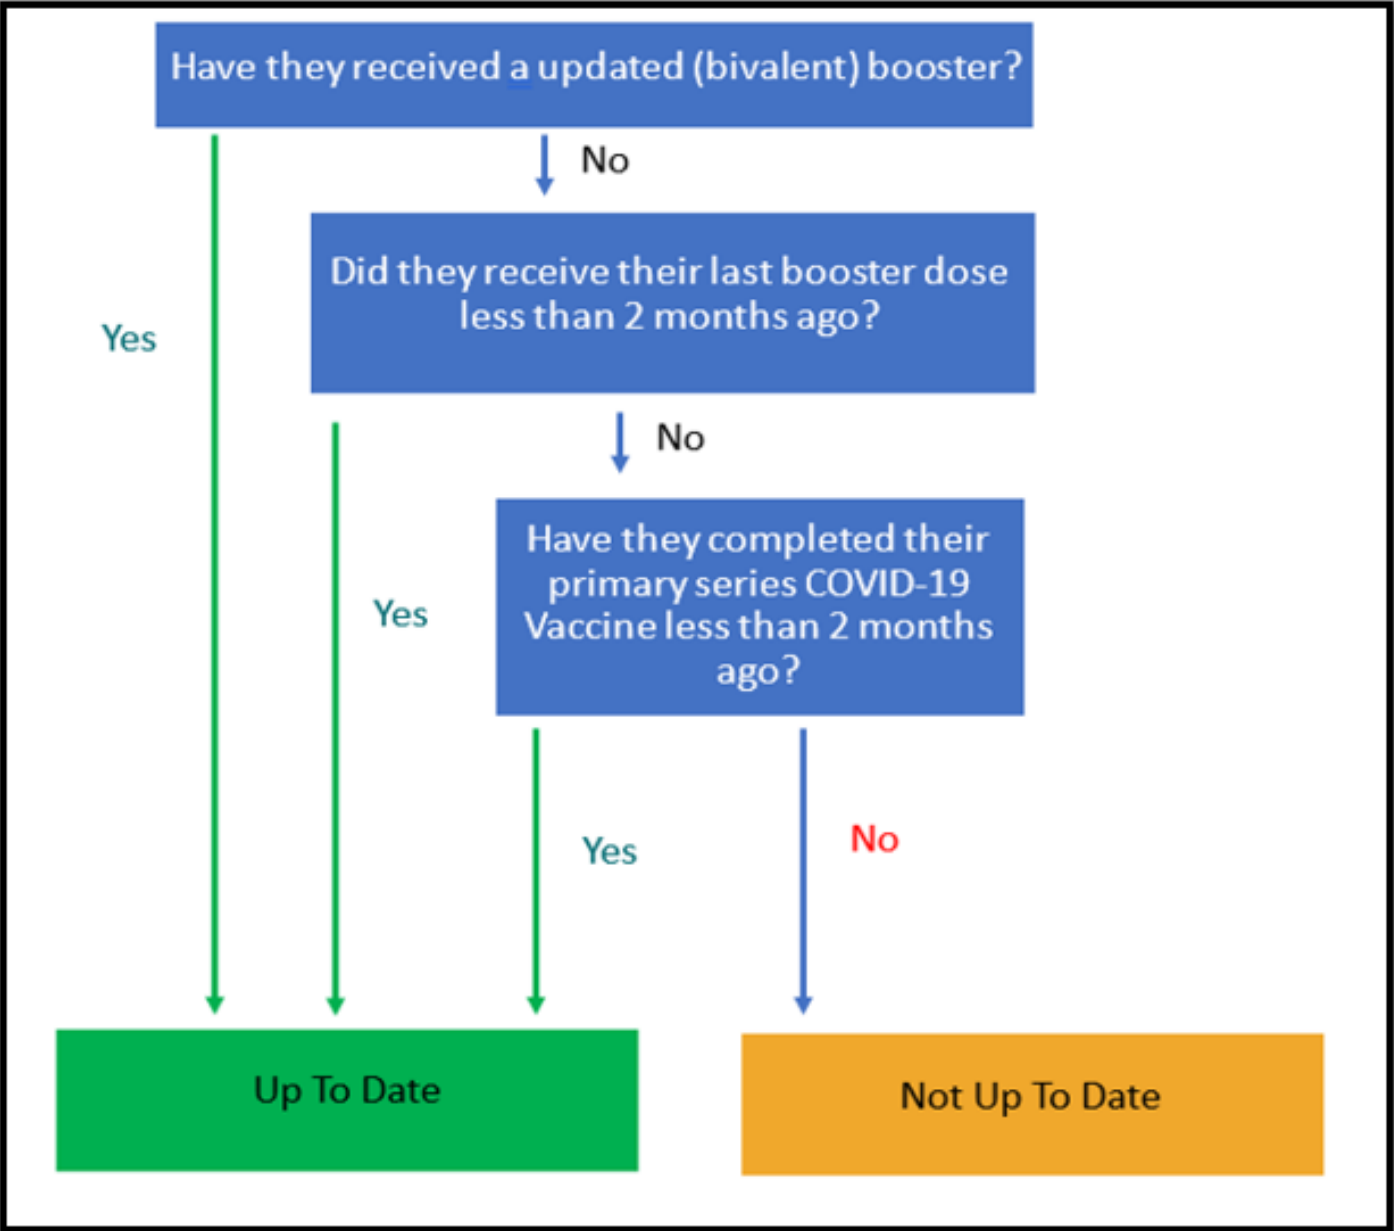 Have they received a updated (bivalent) booster?
No
Did they receive their last booster dose
less than 2 months ago?
Yes
No
Have they completed their
primary series COVID-19
Vaccine less than 2 months
ago?
Yes
Yes
No
Up To Date
Not Up To Date